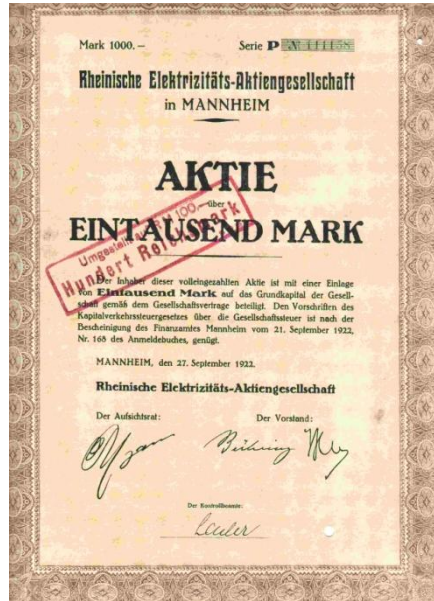 Mark 1000.–
Serie P № 111158
Rheinische Elektrizitäts-Aktiengesellschaft
in MANNHEIM
AKTIE
über
EINTAUSEND MARK
Umgestellt 100.–
Hundert Reichsmark
Der Inhaber dieser volleingezahlten Aktie ist mit einer Einlage
von Eintausend Mark auf das Grundkapital der Gesell-
schaft gemäß dem Gesellschaftsvertrage beteiligt. Den Vorschriften des
Kapitalverkehrssteuergesetzes über die Gesellschaftssteuer ist nach der
Bescheinigung des Finanzamtes Mannheim vom 21. September 1922,
Nr. 168 des Anmeldebuches, genügt.
MANNHEIM, den 27. September 1922.
Rheinische Elektrizitäts-Aktiengesellschaft
Der Aufsichtsrat:
Der Vorstand:
Der Kontrollbeamte: